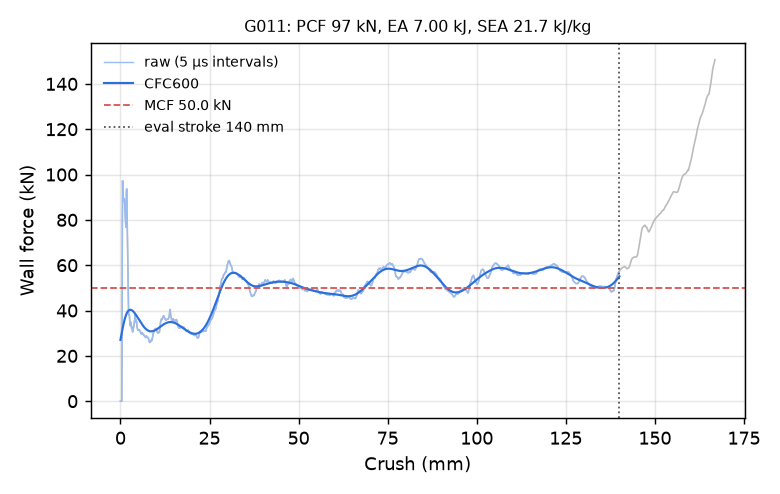 G011: PCF 97 kN, EA 7.00 kJ, SEA 21.7 kJ/kg
raw (5 µs intervals)
CFC600
MCF 50.0 kN
eval stroke 140 mm
Wall force (kN)
140
120
100
80
60
40
20
0
0 25 50 75 100 125 150 175
Crush (mm)